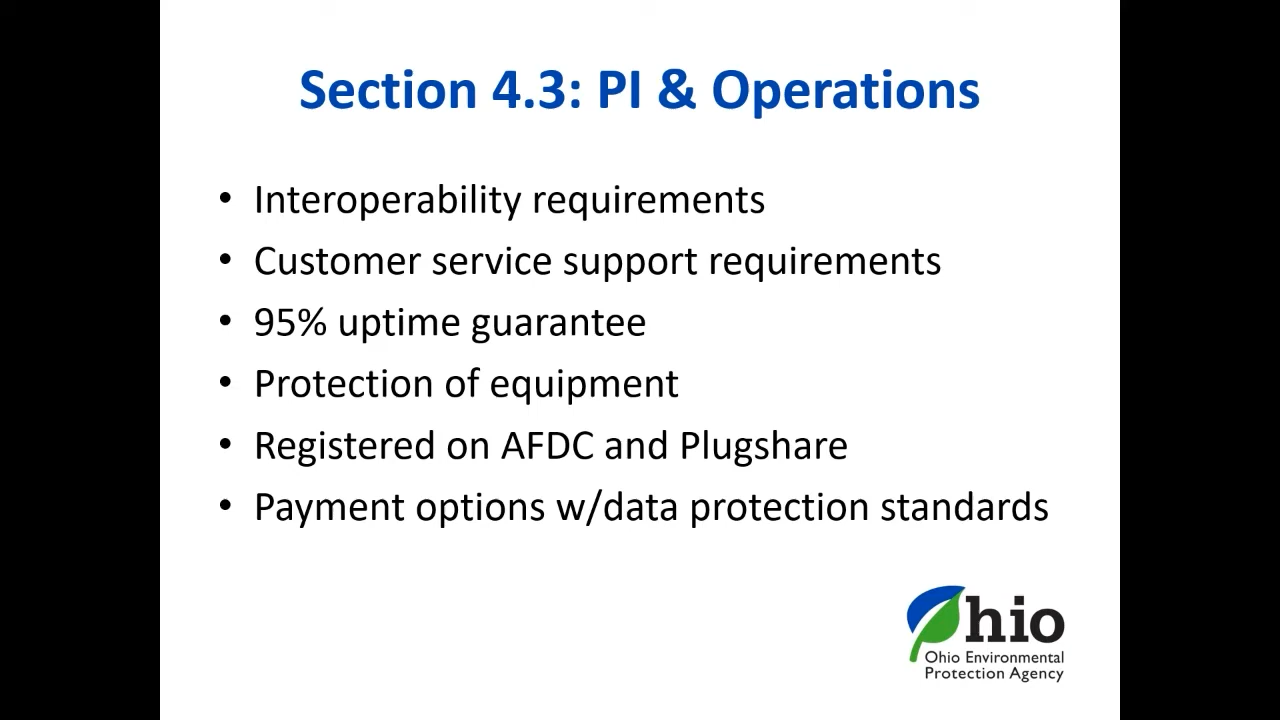 Section 4.3: PI & Operations
• Interoperability requirements
• Customer service support requirements
• 95% uptime guarantee
• Protection of equipment
• Registered on AFDC and Plugshare
• Payment options w/data protection standards
Ohio
Ohio Environmental
Protection Agency